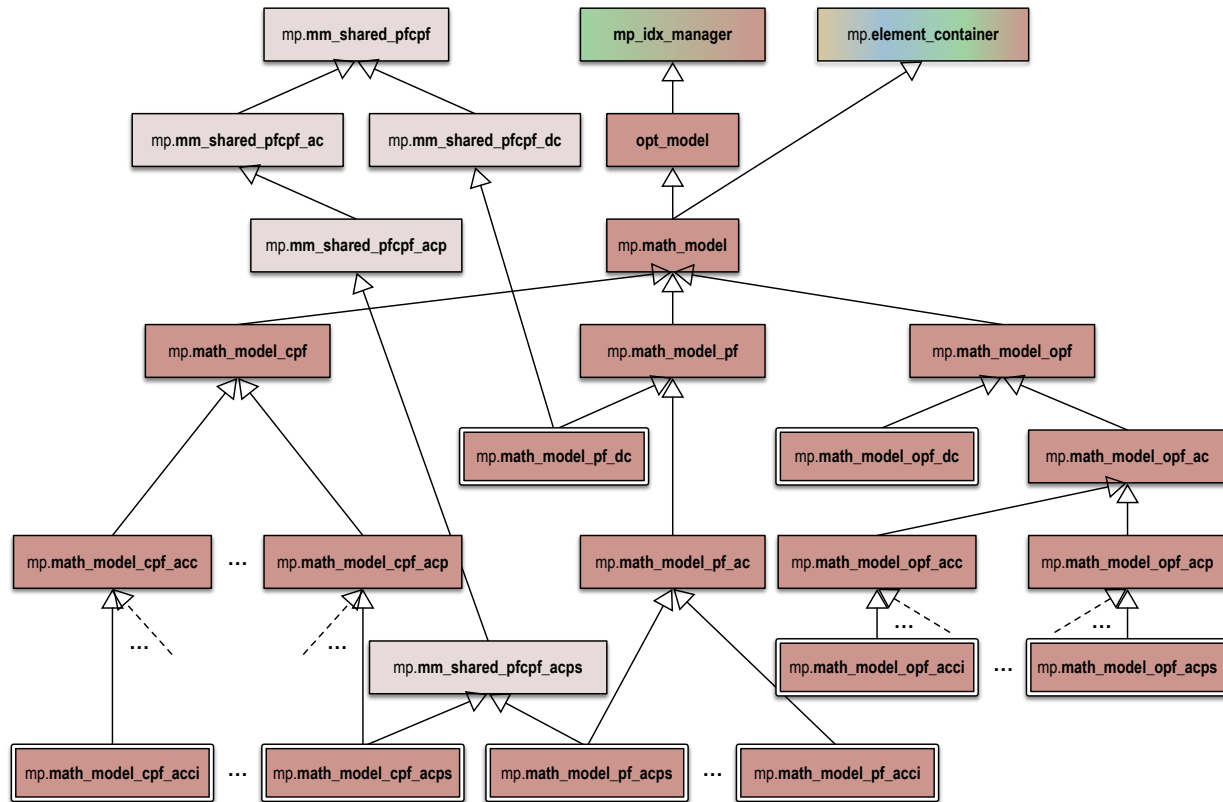 mp.mm_shared_pfcpf
mp_idx_manager
mp.element_container
mp.mm_shared_pfcpf_ac
mp.mm_shared_pfcpf_dc
opt_model
mp.mm_shared_pfcpf_acp
mp.math_model
mp.math_model_cpf
mp.math_model_pf
mp.math_model_opf
mp.math_model_pf_dc
mp.math_model_opf_dc
mp.math_model_opf_ac
mp.math_model_cpf_acc
...
mp.math_model_cpf_acp
mp.math_model_pf_ac
mp.math_model_opf_acc
mp.math_model_opf_acp
...
...
...
...
mp.mm_shared_pfcpf_acps
mp.math_model_opf_acci
...
mp.math_model_opf_acps
mp.math_model_cpf_acci
...
mp.math_model_cpf_acps
mp.math_model_pf_acps
...
mp.math_model_pf_acci